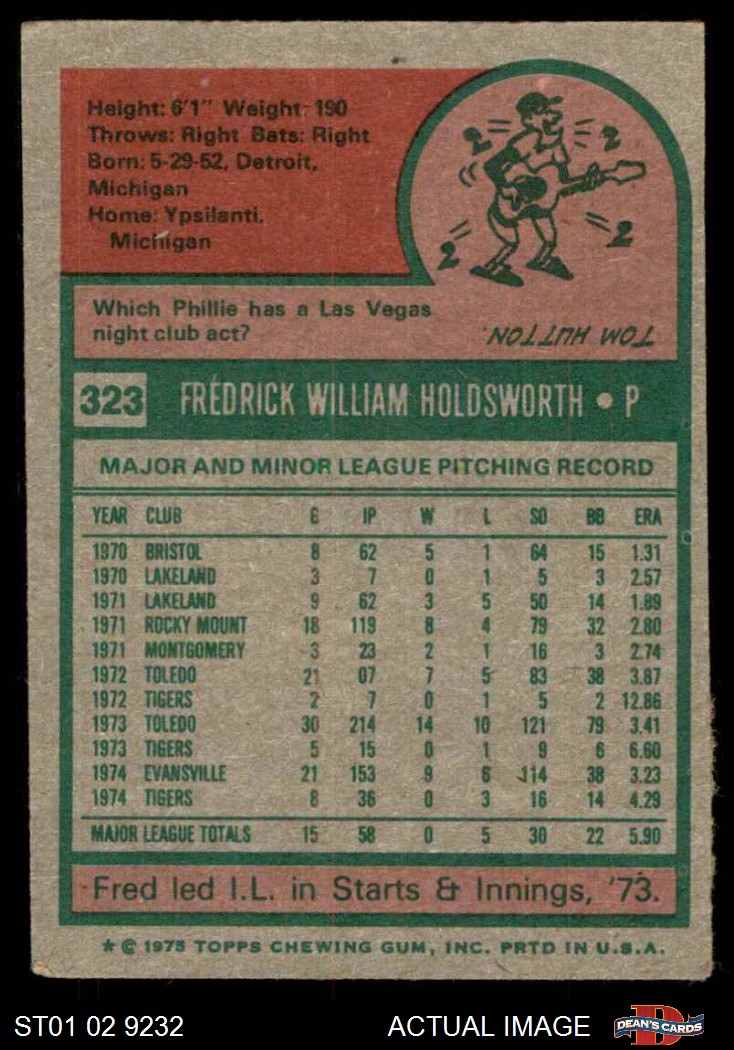 Height: 6'1" Weight: 190
Throws: Right Bats: Right
Born: 5-29-52, Detroit,
Michigan
Home: Ypsilanti,
Michigan
2 2
2 2
Which Phillie has a Las Vegas
night club act?
TOM HUTTON.
323 FREDRICK WILLIAM HOLDSWORTH • P
MAJOR AND MINOR LEAGUE PITCHING RECORD
YEAR CLUB G IP W L SO BB ERA
1970 BRISTOL 8 62 5 1 64 15 1.31
1970 LAKELAND 3 7 0 1 5 3 2.57
1971 LAKELAND 9 62 3 5 50 14 1.89
1971 ROCKY MOUNT 18 119 8 4 79 32 2.80
1971 MONTGOMERY 3 23 2 1 16 3 2.74
1972 TOLEDO 21 07 7 5 83 38 3.87
1972 TIGERS 2 7 0 1 5 2 12.86
1973 TOLEDO 30 214 14 10 121 79 3.41
1973 TIGERS 5 15 0 1 9 6 6.60
1974 EVANSVILLE 21 153 9 6 114 38 3.23
1974 TIGERS 8 36 0 3 16 14 4.29
MAJOR LEAGUE TOTALS 15 58 0 5 30 22 5.90
Fred led I.L. in Starts & Innings, '73.
* © 1975 TOPPS CHEWING GUM, INC. PRTD IN U.S.A.
ST01 02 9232 ACTUAL IMAGE D DEAN'S CARDS